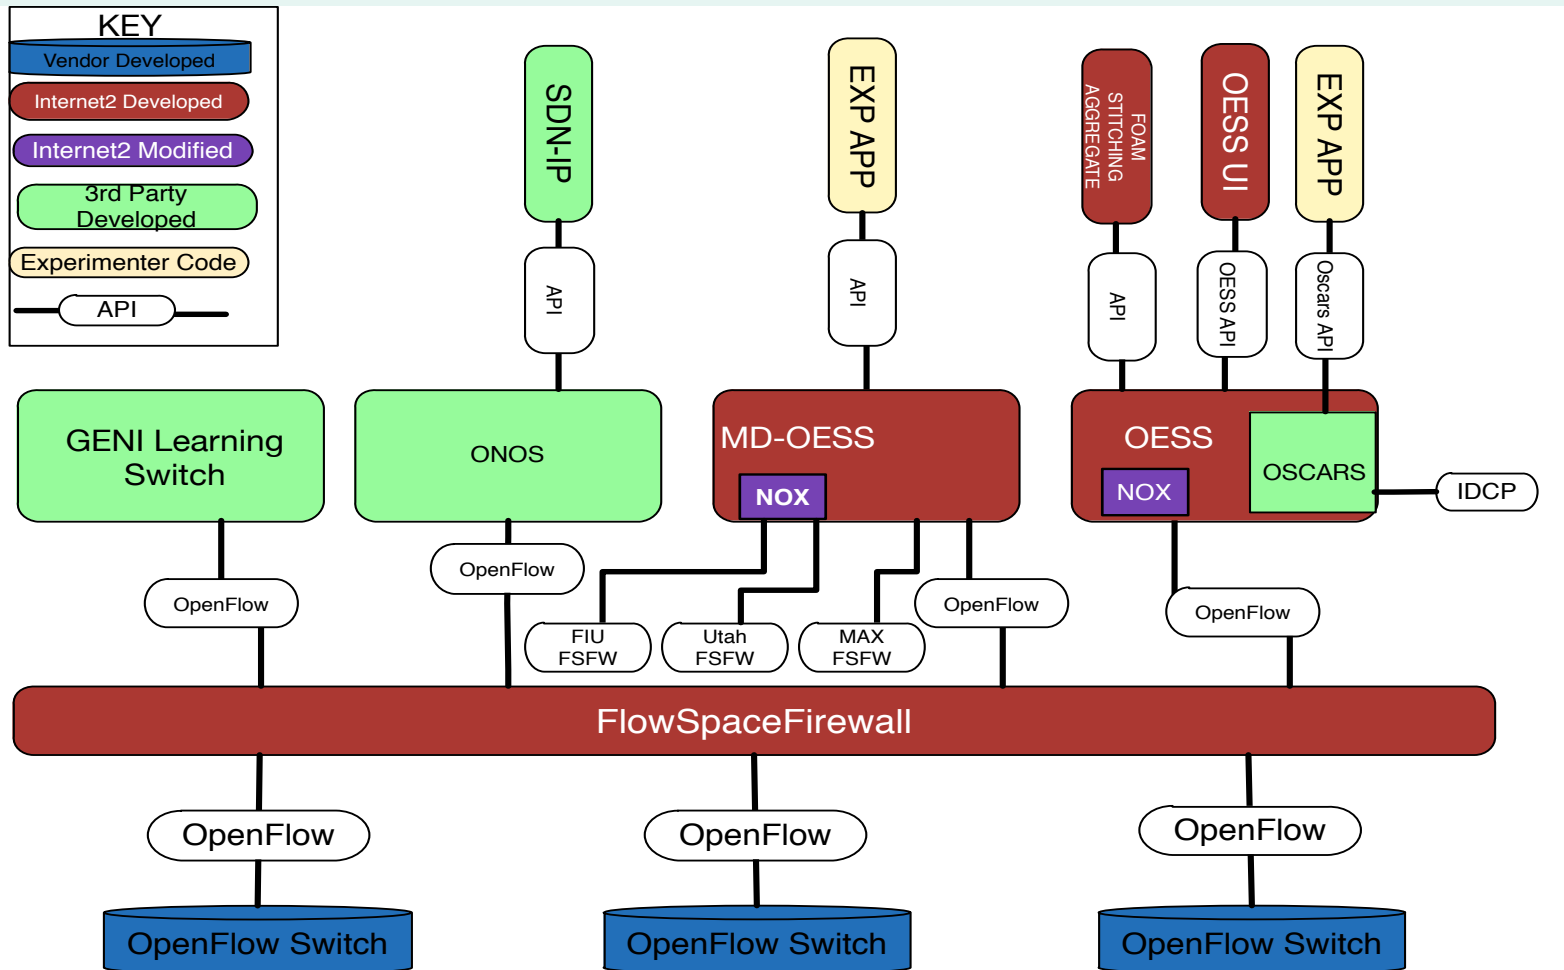 KEY
Vendor Developed
Internet2 Developed
Internet2 Modified
3rd Party
Developed
Experimenter Code
API
SDN-IP
EXP APP
FOAM
STITCHING
AGGREGATE
OESS UI
EXP APP
API
API
API
OESS API
Oscars API
GENI Learning
Switch
ONOS
MD-OESS
NOX
OESS
NOX
OSCARS
IDCP
OpenFlow
OpenFlow
FIU
FSFW
Utah
FSFW
MAX
FSFW
OpenFlow
OpenFlow
FlowSpaceFirewall
OpenFlow
OpenFlow
OpenFlow
OpenFlow Switch
OpenFlow Switch
OpenFlow Switch